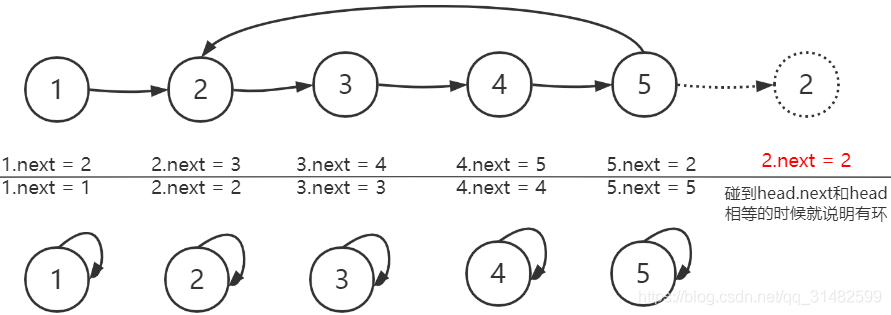 1 2 3 4 5 2
1.next = 2 2.next = 3 3.next = 4 4.next = 5 5.next = 2 2.next = 2
1.next = 1 2.next = 2 3.next = 3 4.next = 4 5.next = 5
碰到head.next和head
相等的时候就说明有环
1 2 3 4 5
https://blog.csdn.net/qq_31482599